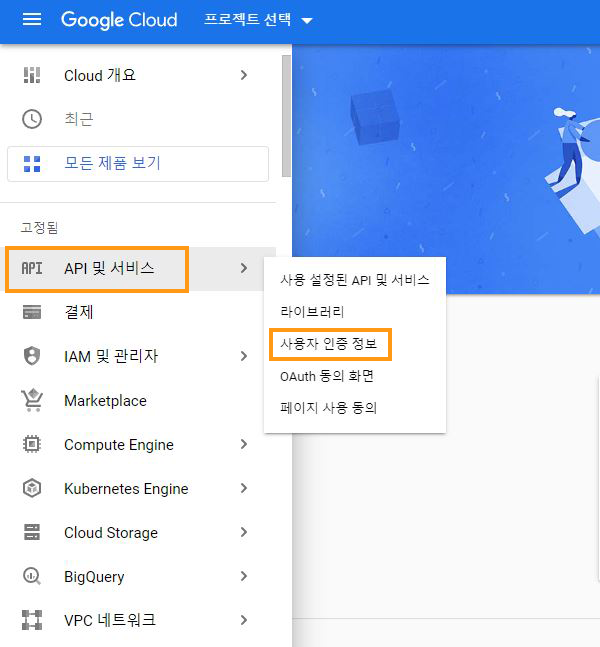 Google Cloud 프로젝트 선택
Cloud 개요
최근
모든 제품 보기
고정됨
API API 및 서비스
사용 설정된 API 및 서비스
라이브러리
사용자 인증 정보
OAuth 동의 화면
페이지 사용 동의
결제
IAM 및 관리자
Marketplace
Compute Engine
Kubernetes Engine
Cloud Storage
BigQuery
VPC 네트워크